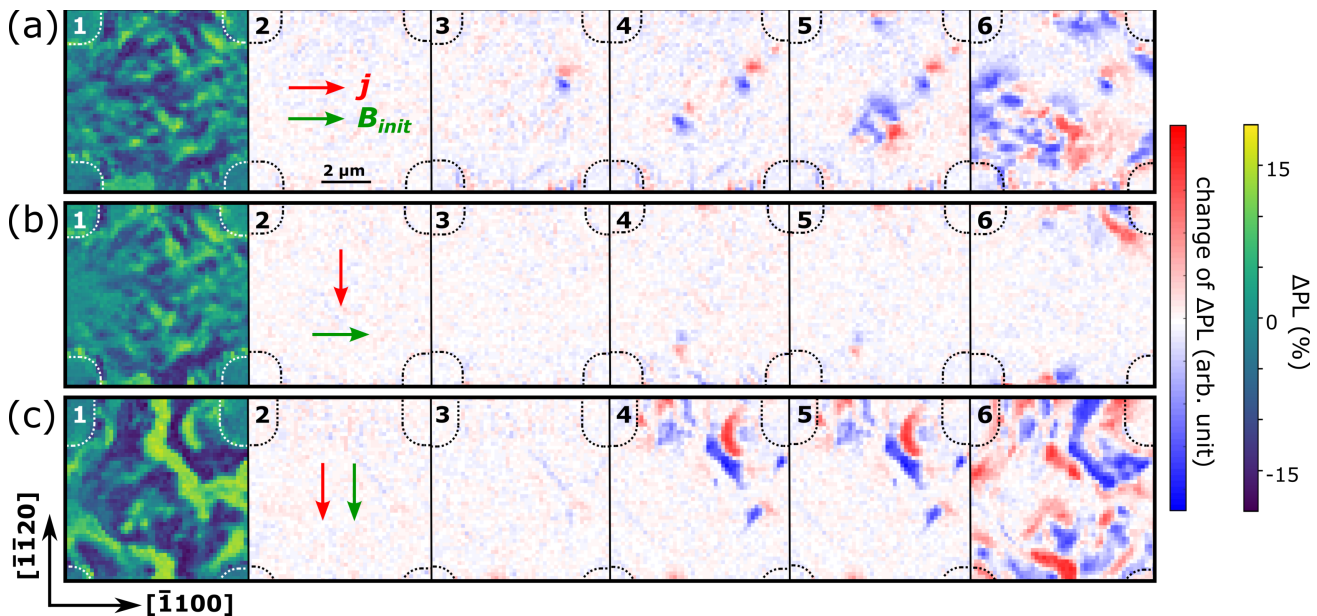 (a) 1 2 3 4 5 6
j
B_init
2 µm
(b) 1 2 3 4 5 6
(c) 1 2 3 4 5 6
[1̄1̄20]
[1̄100]
change of ΔPL (arb. unit)
15
0
-15
ΔPL (%)